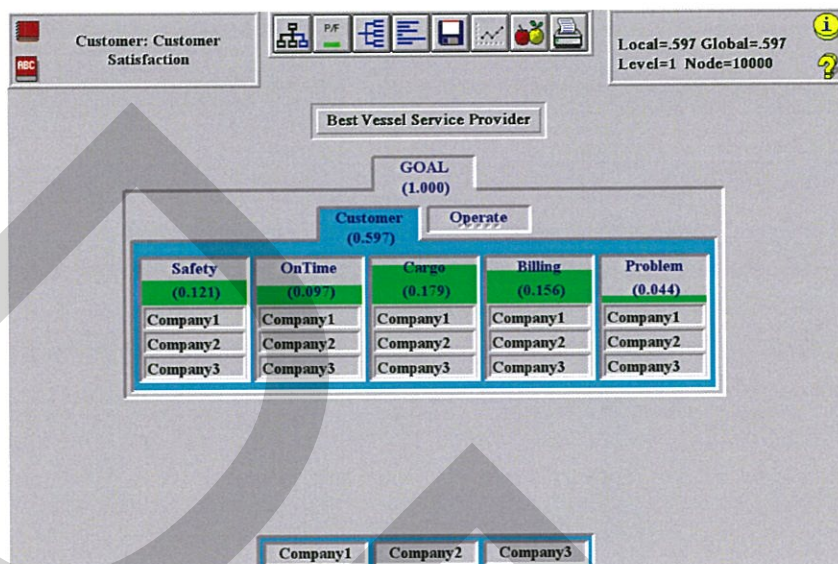 ABC
Customer: Customer
Satisfaction
P/F
Local=.597 Global=.597
Level=1 Node=10000
i
?
Best Vessel Service Provider
GOAL
(1.000)
Customer
(0.597)
Operate
Safety
(0.121)
Company1
Company2
Company3
OnTime
(0.097)
Company1
Company2
Company3
Cargo
(0.179)
Company1
Company2
Company3
Billing
(0.156)
Company1
Company2
Company3
Problem
(0.044)
Company1
Company2
Company3
Company1 Company2 Company3